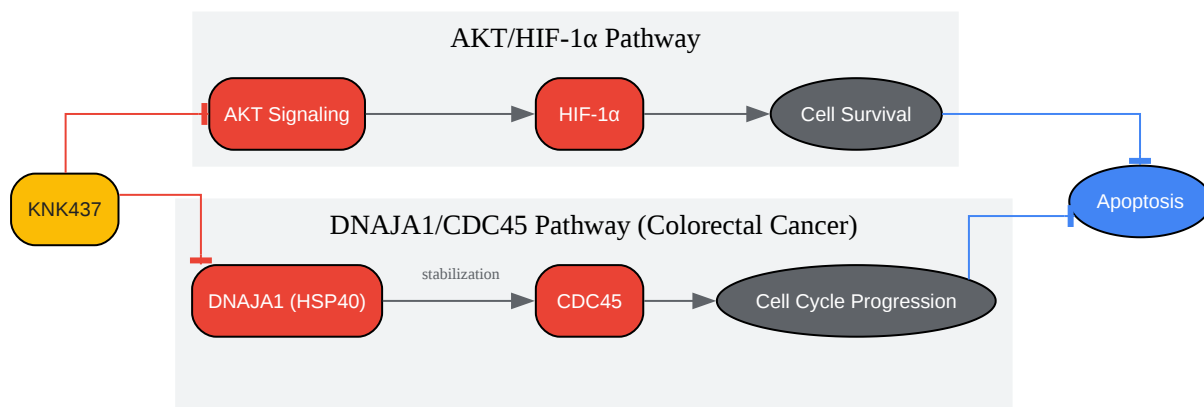 AKT/HIF-1α Pathway
AKT Signaling
HIF-1α
Cell Survival
KNK437
Apoptosis
DNAJA1/CDC45 Pathway (Colorectal Cancer)
stabilization
DNAJA1 (HSP40)
CDC45
Cell Cycle Progression